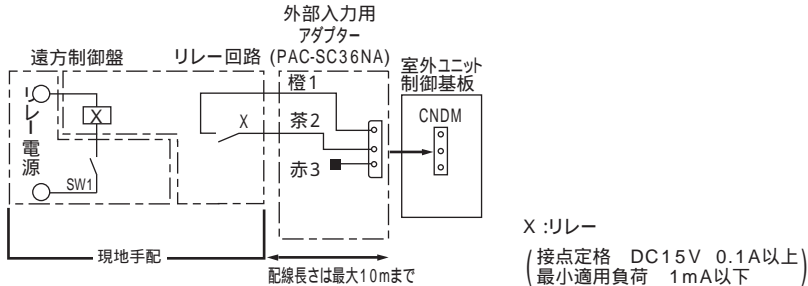 外部入力用
アダプター
(PAC-SC36NA)
遠方制御盤
リレー回路
室外ユニット
制御基板
橙1
CNDM
X
X
茶2
リレー電源
赤3
SW1
現地手配
配線長さは最大10mまで
X :リレー
接点定格 DC15V 0.1A以上
最小適用負荷 1mA以下